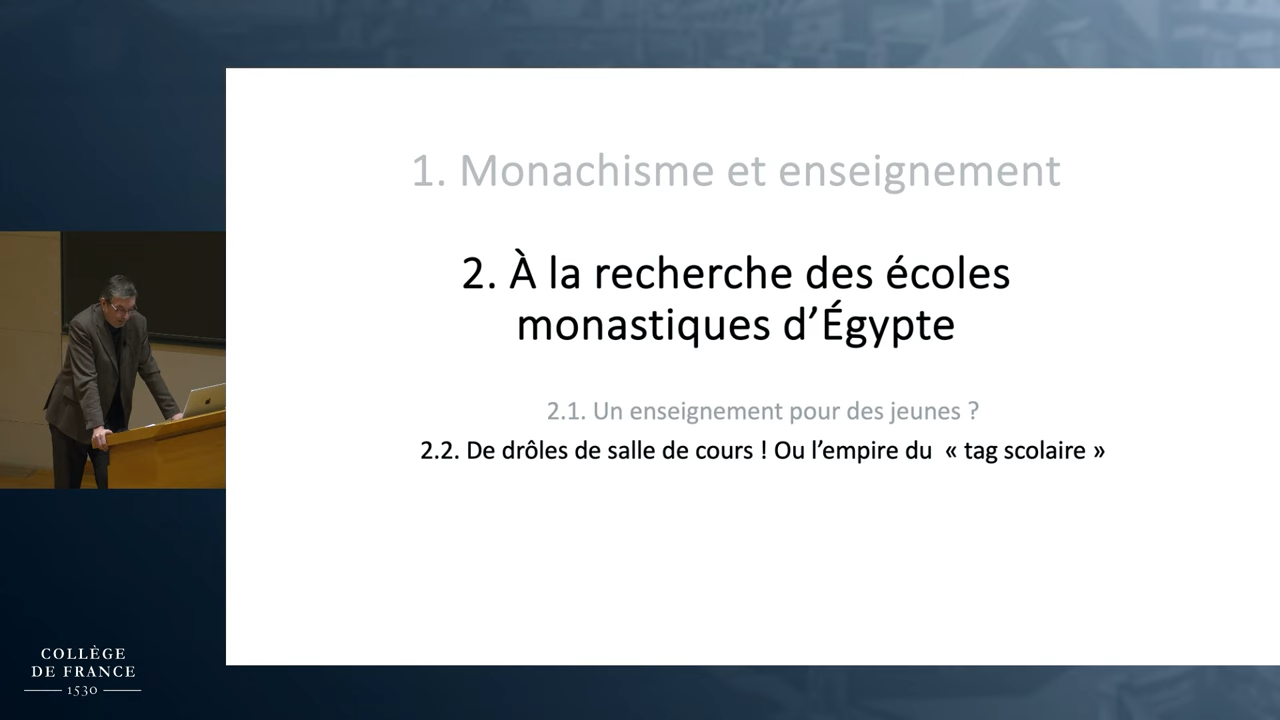 1. Monachisme et enseignement
2. À la recherche des écoles
monastiques d’Égypte
2.1. Un enseignement pour des jeunes ?
2.2. De drôles de salle de cours ! Ou l’empire du « tag scolaire »
COLLÈGE
DE FRANCE
1530